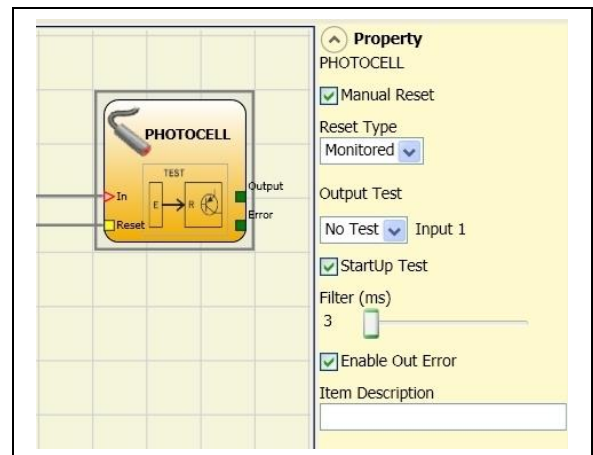 PHOTOCELL
TEST
In
E
R
Output
Reset
Error
Property
PHOTOCELL
Manual Reset
Reset Type
Monitored
Output Test
No Test Input 1
StartUp Test
Filter (ms)
3
Enable Out Error
Item Description